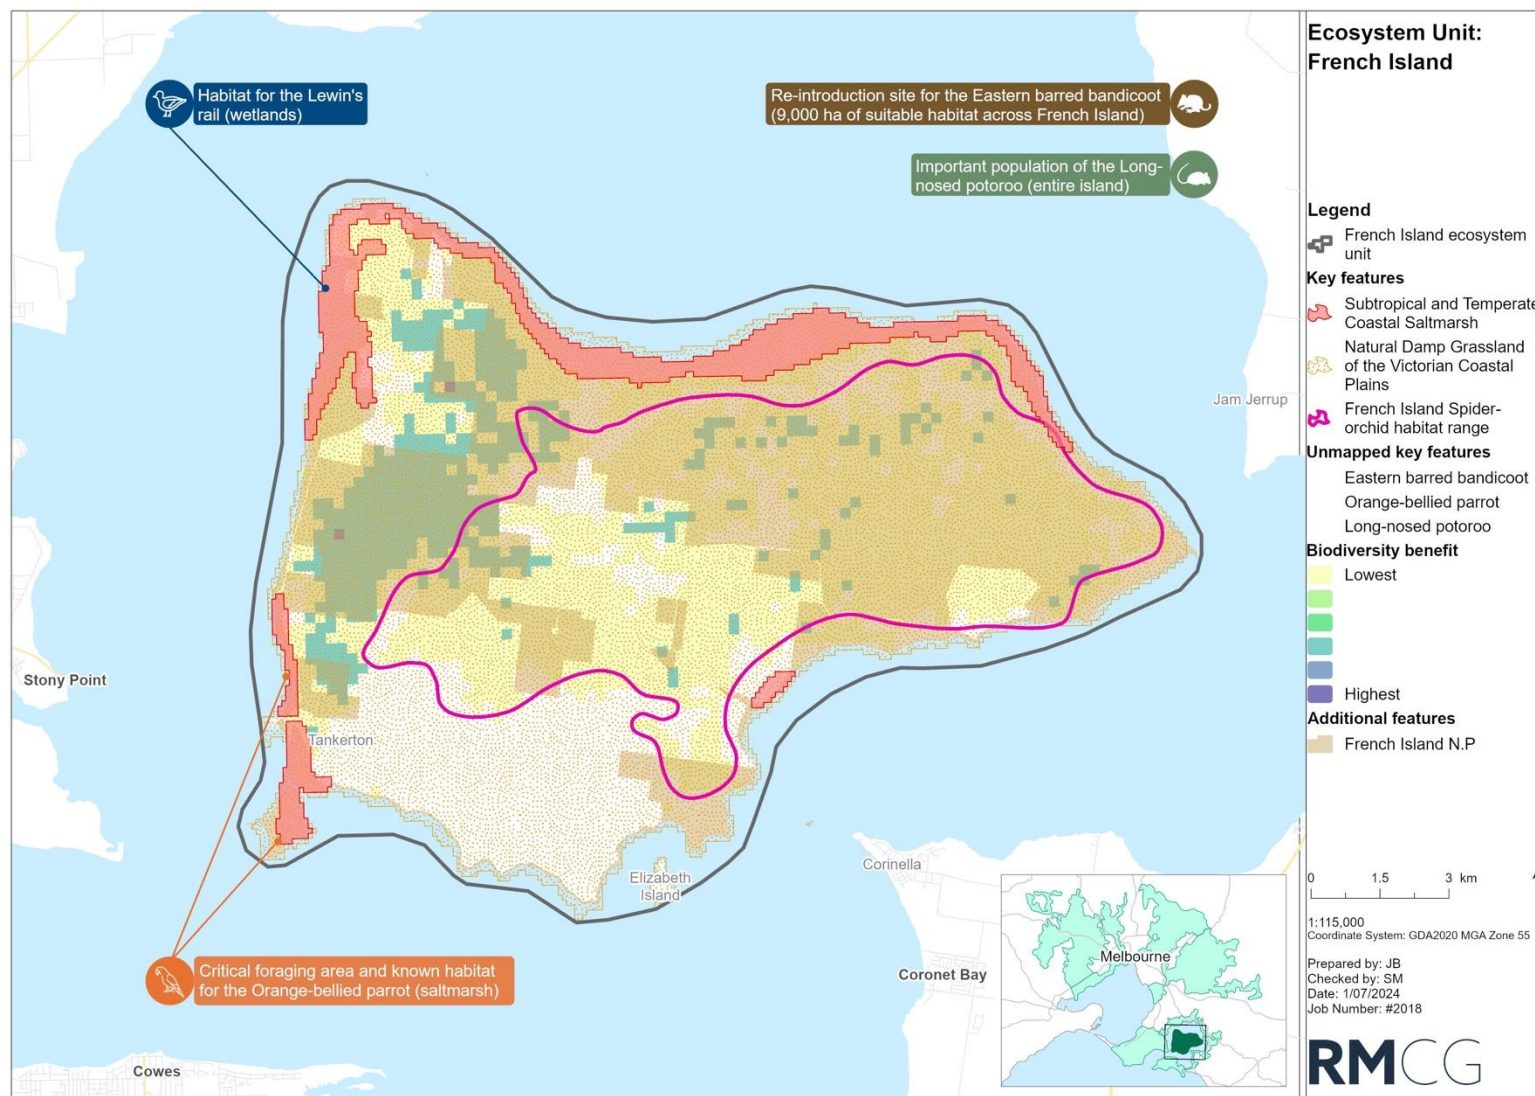 Ecosystem Unit:
French Island
Habitat for the Lewin's
rail (wetlands)
Re-introduction site for the Eastern barred bandicoot
(9,000 ha of suitable habitat across French Island)
Important population of the Long-
nosed potoroo (entire island)
Jam Jerrup
Stony Point
Tankerton
Elizabeth
Island
Corinella
Coronet Bay
Cowes
Critical foraging area and known habitat
for the Orange-bellied parrot (saltmarsh)
Melbourne
Legend
French Island ecosystem
unit
Key features
Subtropical and Temperate
Coastal Saltmarsh
Natural Damp Grassland
of the Victorian Coastal
Plains
French Island Spider-
orchid habitat range
Unmapped key features
Eastern barred bandicoot
Orange-bellied parrot
Long-nosed potoroo
Biodiversity benefit
Lowest
Highest
Additional features
French Island N.P
0 1.5 3 km
1:115,000
Coordinate System: GDA2020 MGA Zone 55
Prepared by: JB
Checked by: SM
Date: 1/07/2024
Job Number: #2018
RMCG